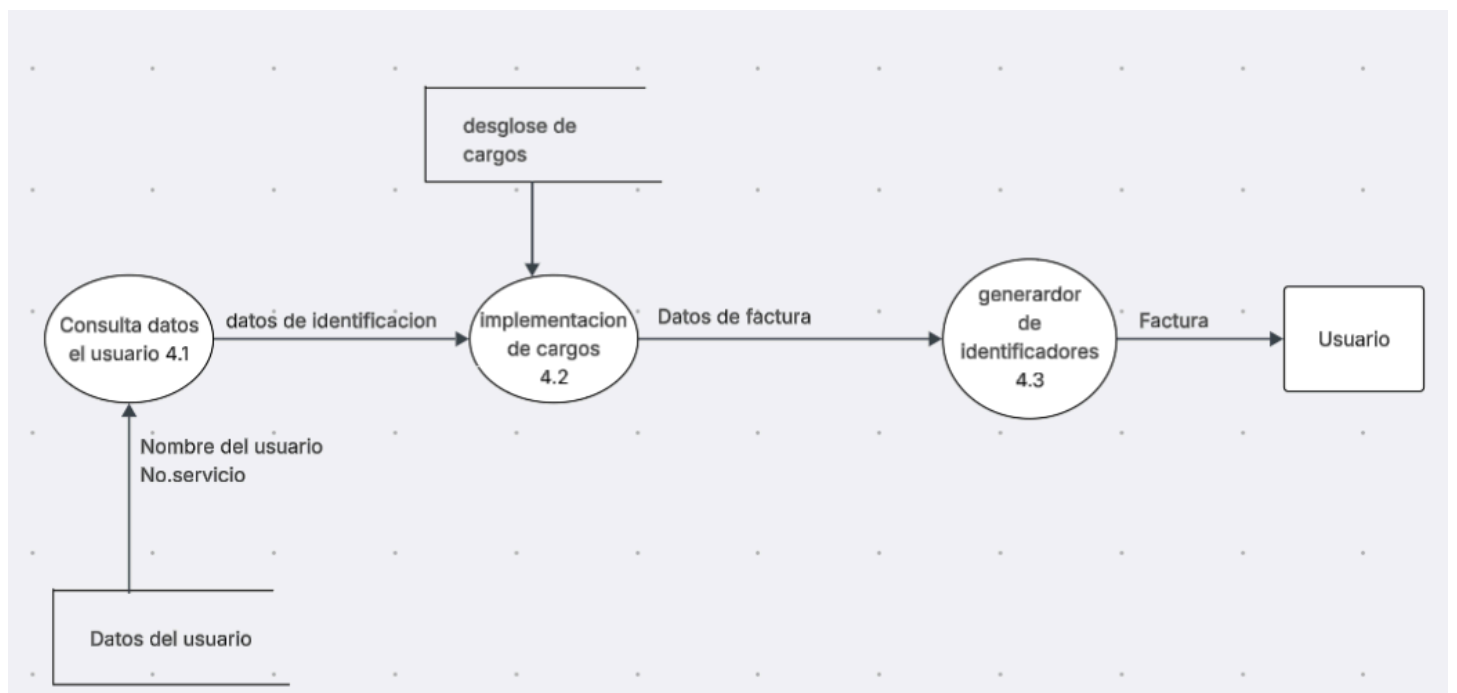 desglose de
cargos
Consulta datos
el usuario 4.1
datos de identificacion
implementacion
de cargos
4.2
Datos de factura
generardor
de
identificadores
4.3
Factura
Usuario
Nombre del usuario
No.servicio
Datos del usuario